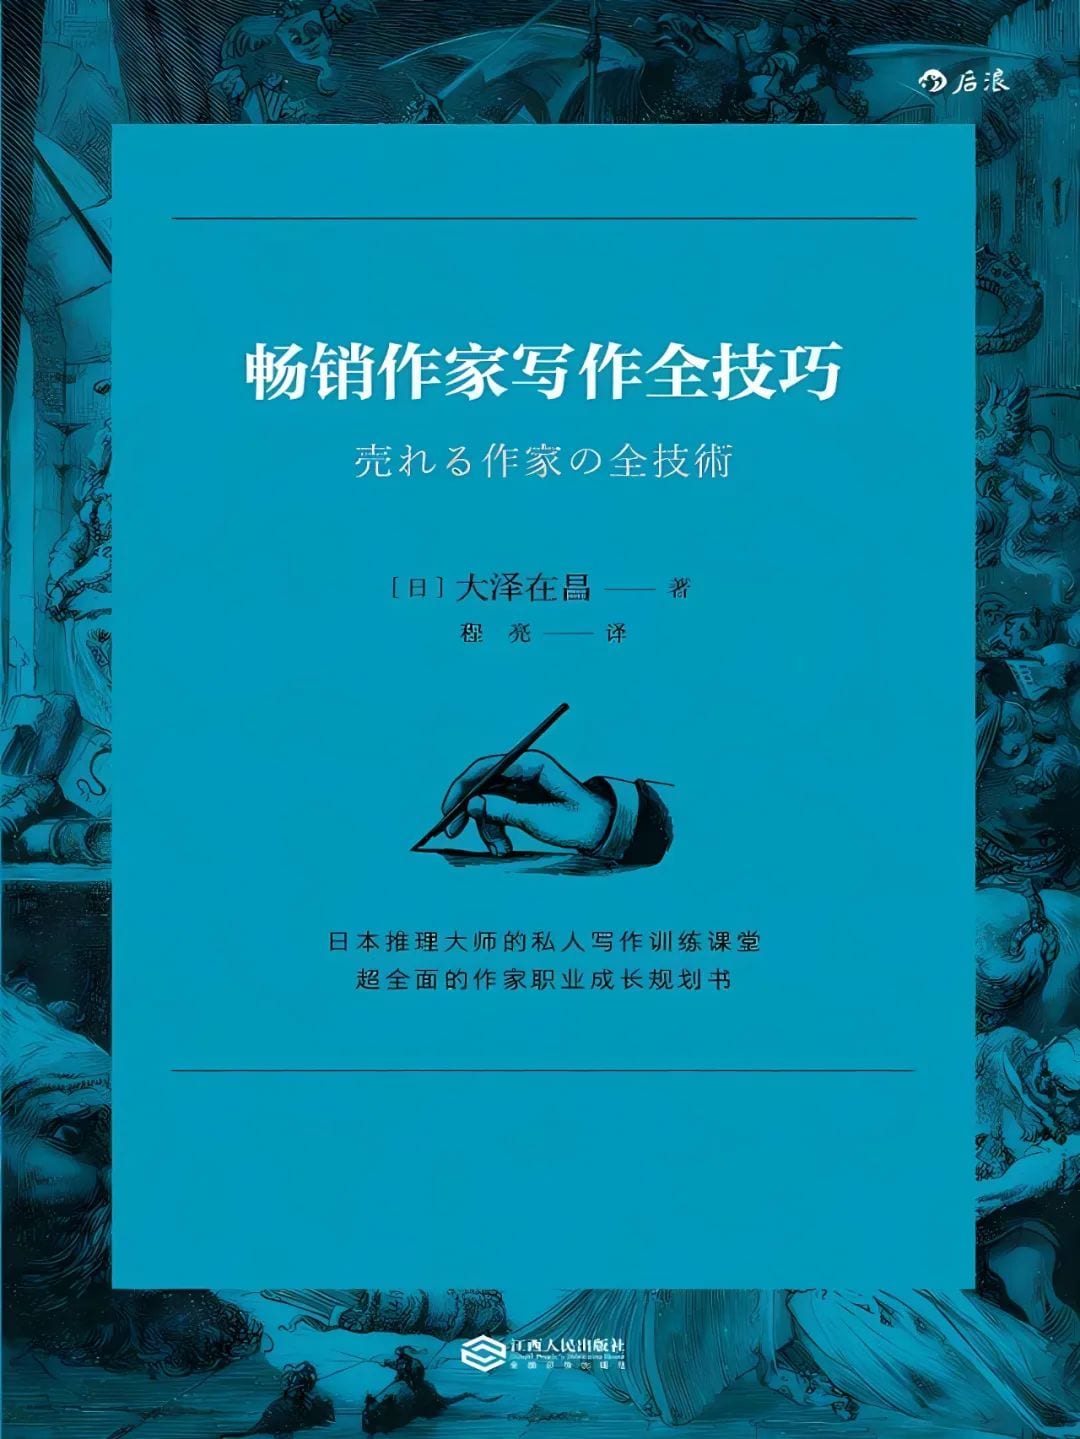 后浪
畅销作家写作全技巧
売れる作家の全技術
[日]大泽在昌——著
程 亮——译
日本推理大师的私人写作训练课堂
超全面的作家职业成长规划书
江西人民出版社